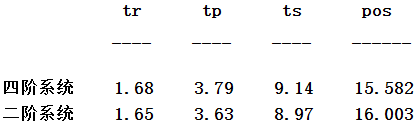 tr tp ts pos
---- ---- ---- ------
四阶系统 1.68 3.79 9.14 15.582
二阶系统 1.65 3.63 8.97 16.003